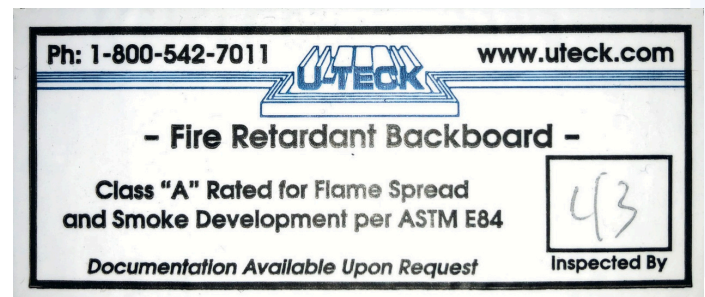 Ph: 1-800-542-7011
U-TECK
www.uteck.com
- Fire Retardant Backboard -
Class "A" Rated for Flame Spread
and Smoke Development per ASTM E84
43
Documentation Available Upon Request
Inspected By